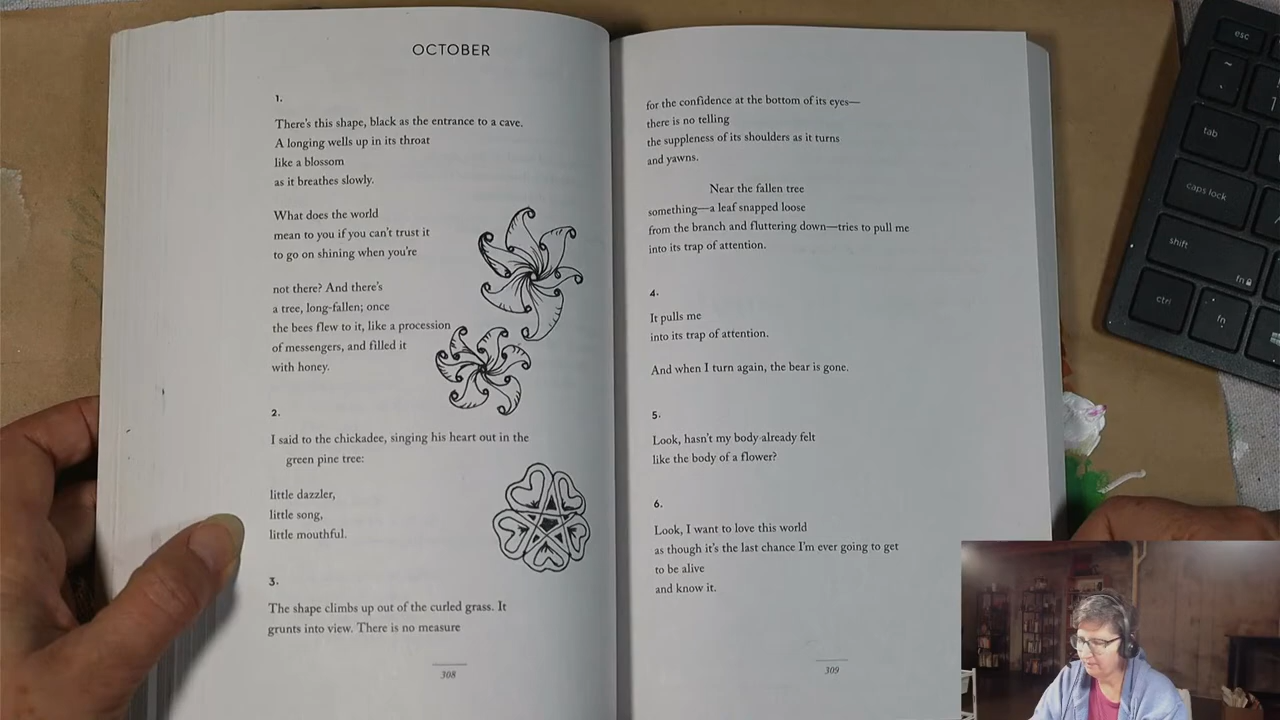 OCTOBER
1.
There's this shape, black as the entrance to a cave.
A longing wells up in its throat
like a blossom
as it breathes slowly.
What does the world
mean to you if you can't trust it
to go on shining when you're
not there? And there's
a tree, long-fallen; once
the bees flew to it, like a procession
of messengers, and filled it
with honey.
2.
I said to the chickadee, singing his heart out in the
green pine tree:
little dazzler,
little song,
little mouthful.
3.
The shape climbs up out of the curled grass. It
grunts into view. There is no measure
308
for the confidence at the bottom of its eyes—
there is no telling
the suppleness of its shoulders as it turns
and yawns.
Near the fallen tree
something—a leaf snapped loose
from the branch and fluttering down—tries to pull me
into its trap of attention.
4.
It pulls me
into its trap of attention.
And when I turn again, the bear is gone.
5.
Look, hasn't my body already felt
like the body of a flower?
6.
Look, I want to love this world
as though it's the last chance I'm ever going to get
to be alive
and know it.
309
esc
tab
caps lock
shift
fn
ctrl
fn